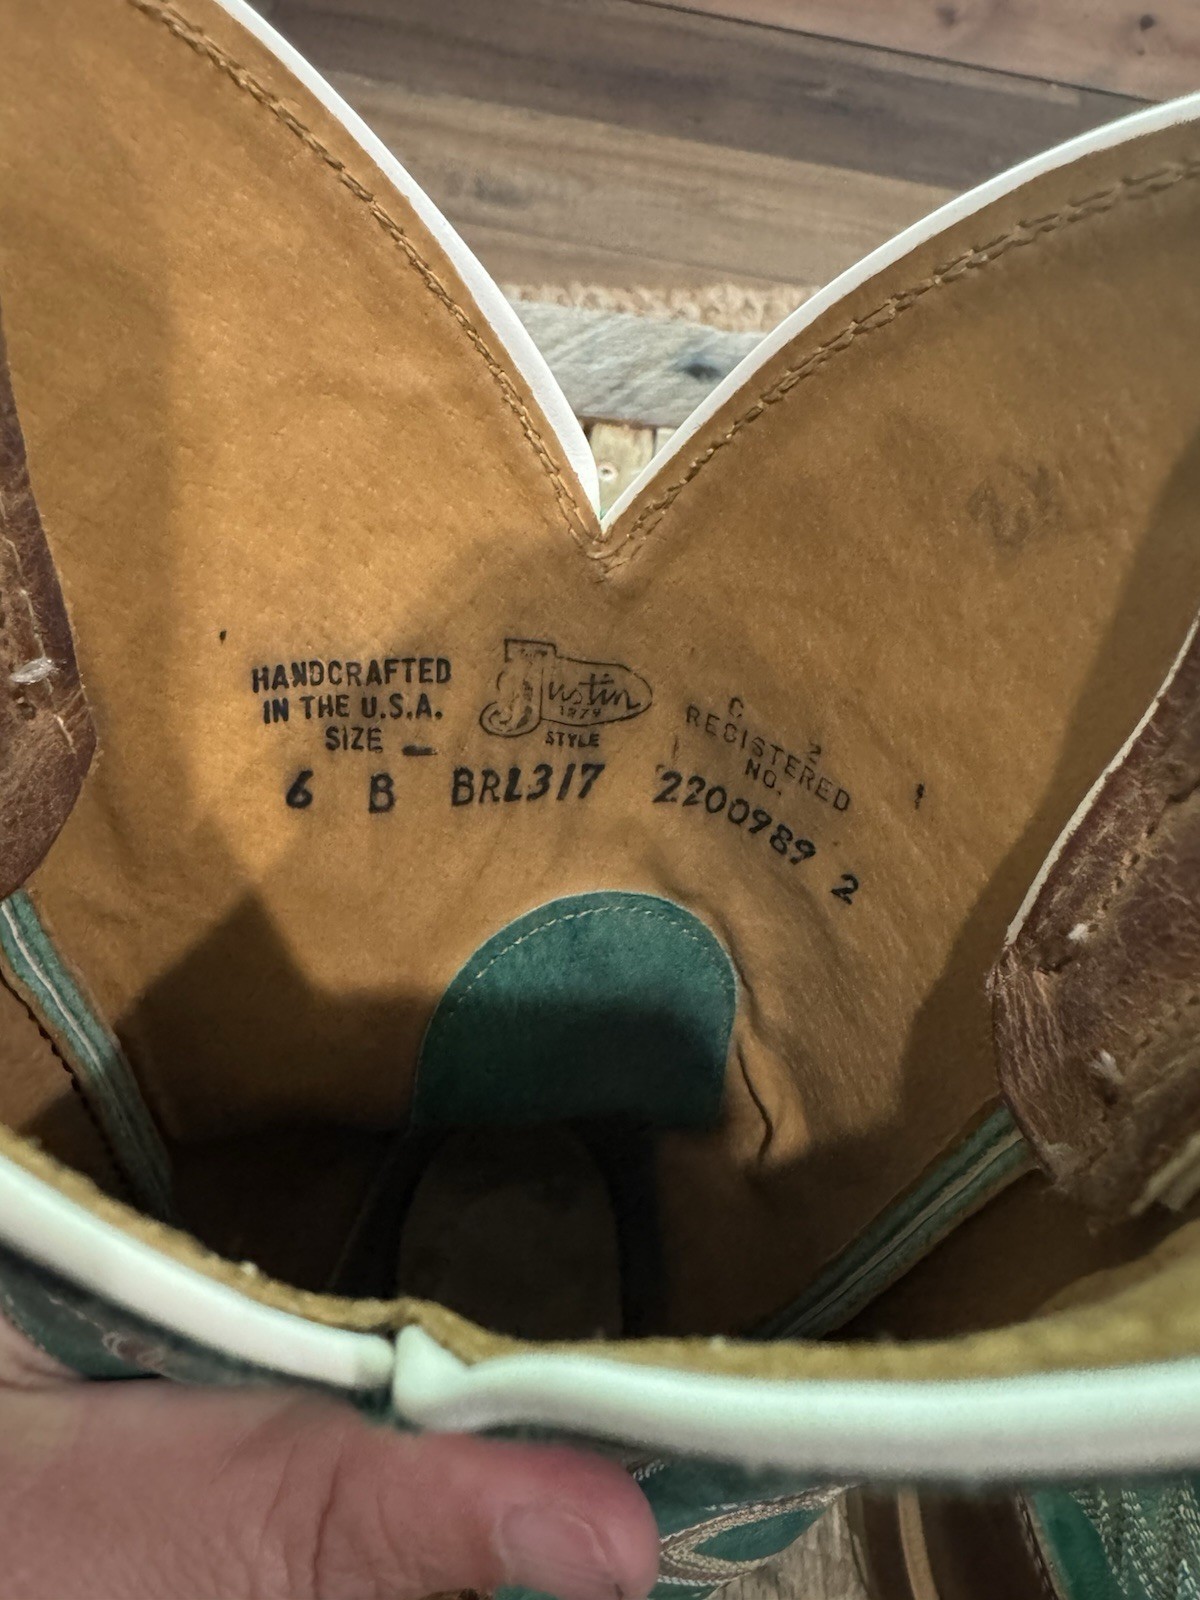 HANDCRAFTED
IN THE U.S.A.
SIZE
6 B
Justin
1879
STYLE
BRL317
C
2
REGISTERED
NO.
2200989 2